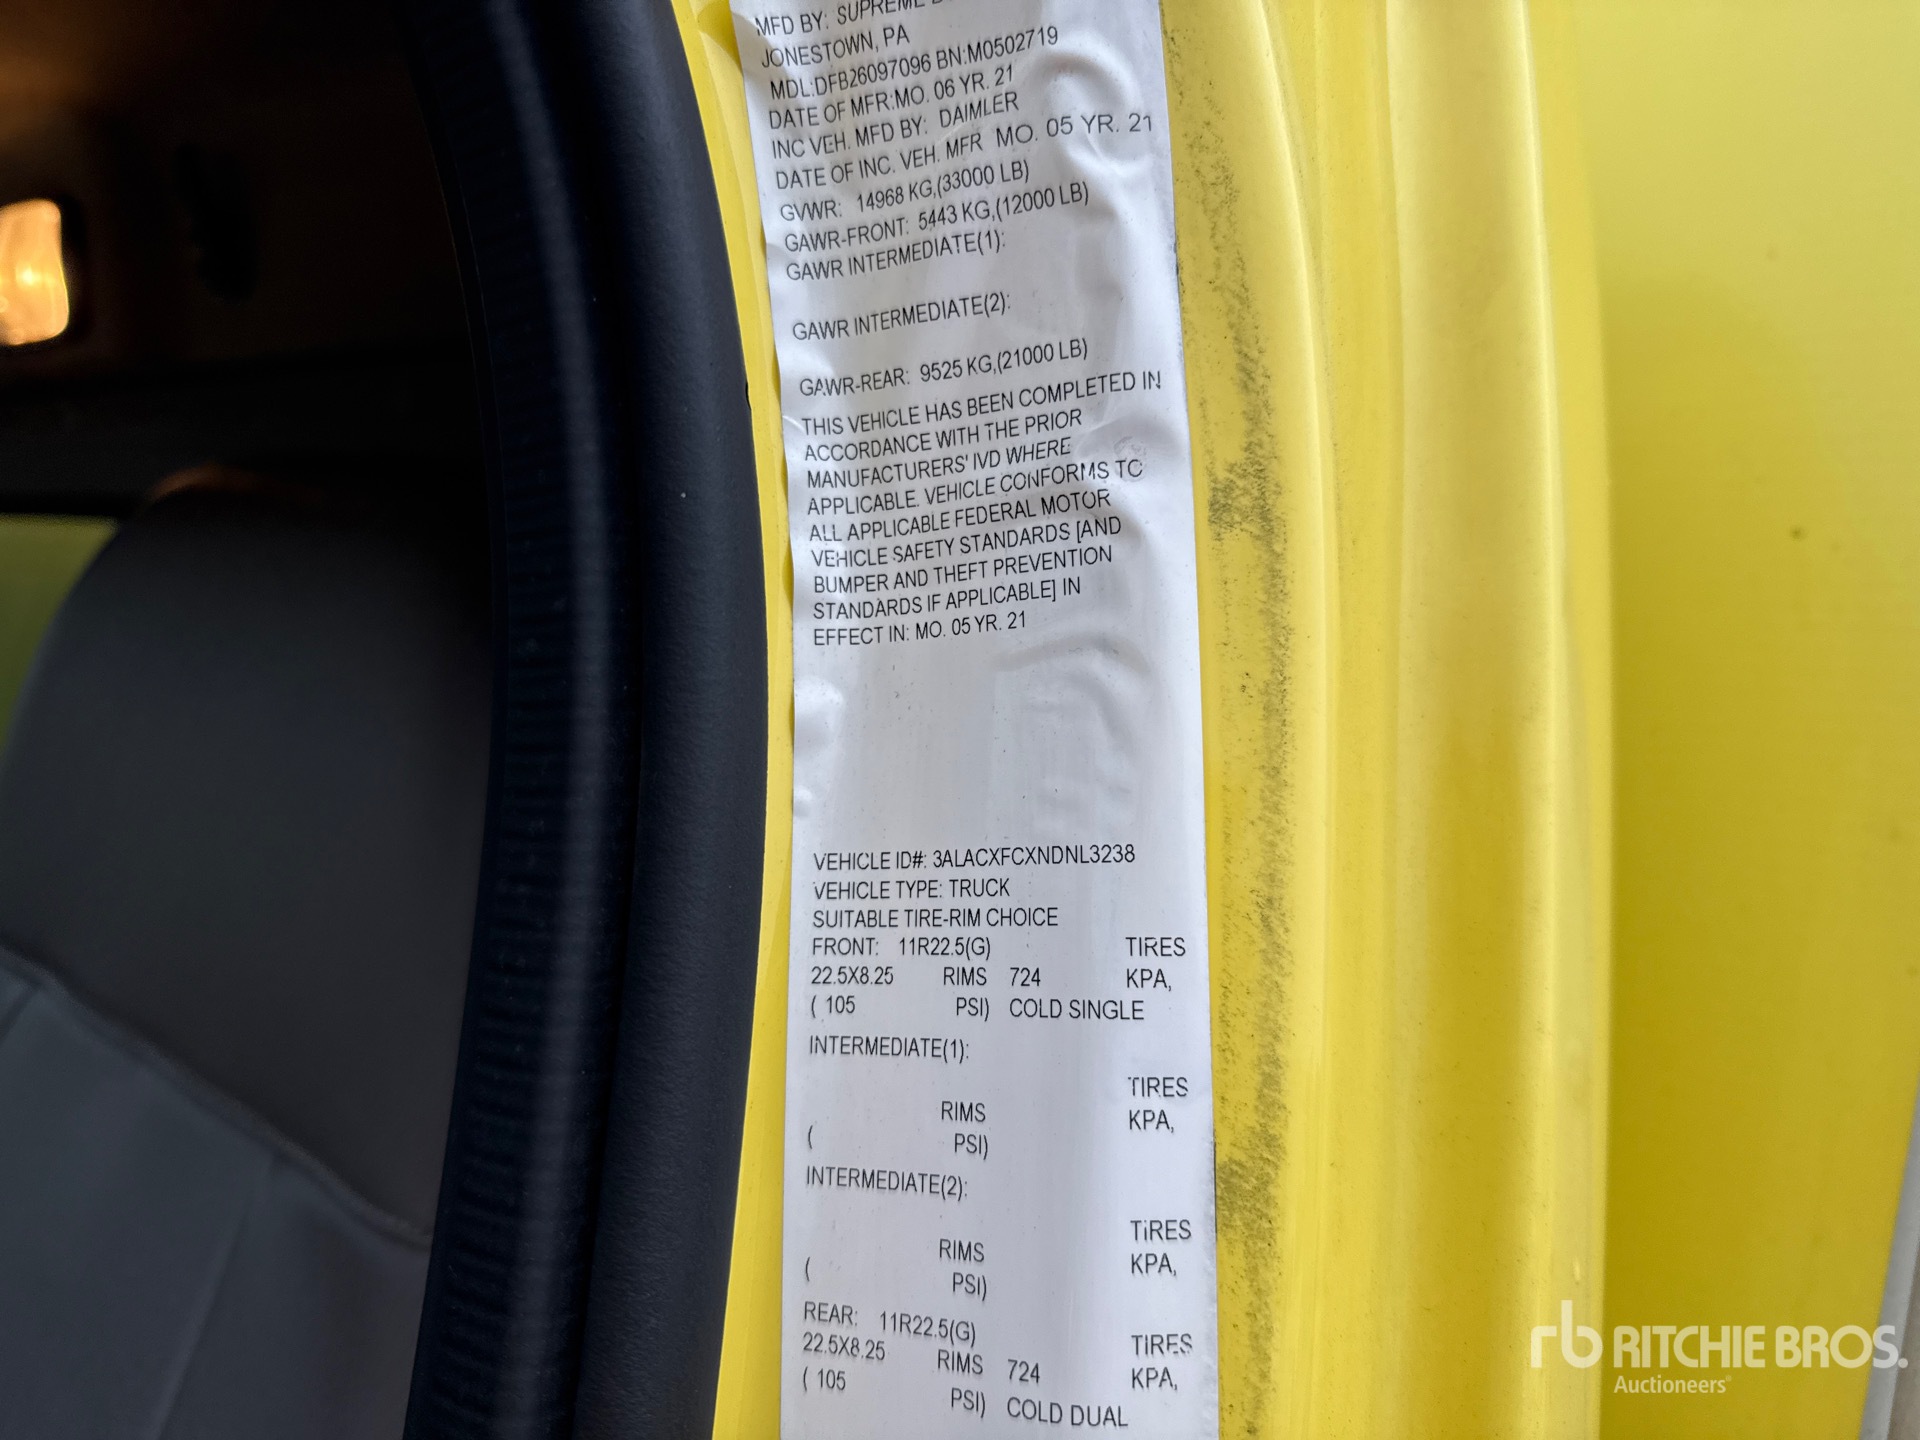 MFD BY: SUPREME
JONESTOWN, PA
MDL:DFB26097096 BN:M0502719
DATE OF MFR:MO. 06 YR. 21
INC VEH. MFD BY: DAIMLER
DATE OF INC. VEH. MFR MO. 05 YR. 21
GVWR: 14968 KG,(33000 LB)
GAWR-FRONT: 5443 KG,(12000 LB)
GAWR INTERMEDIATE(1):
GAWR INTERMEDIATE(2):
GAWR-REAR: 9525 KG,(21000 LB)
THIS VEHICLE HAS BEEN COMPLETED IN
ACCORDANCE WITH THE PRIOR
MANUFACTURERS' IVD WHERE
APPLICABLE. VEHICLE CONFORMS TO
ALL APPLICABLE FEDERAL MOTOR
VEHICLE SAFETY STANDARDS [AND
BUMPER AND THEFT PREVENTION
STANDARDS IF APPLICABLE] IN
EFFECT IN: MO. 05 YR. 21
VEHICLE ID#: 3ALACXFCXNDNL3238
VEHICLE TYPE: TRUCK
SUITABLE TIRE-RIM CHOICE
FRONT: 11R22.5(G) TIRES
22.5X8.25 RIMS 724 KPA,
( 105 PSI) COLD SINGLE
INTERMEDIATE(1):
TIRES
RIMS KPA,
( PSI)
INTERMEDIATE(2):
TIRES
RIMS KPA,
( PSI)
REAR: 11R22.5(G) TIRES
22.5X8.25 RIMS 724 KPA,
( 105 PSI) COLD DUAL
rb RITCHIE BROS.
Auctioneers